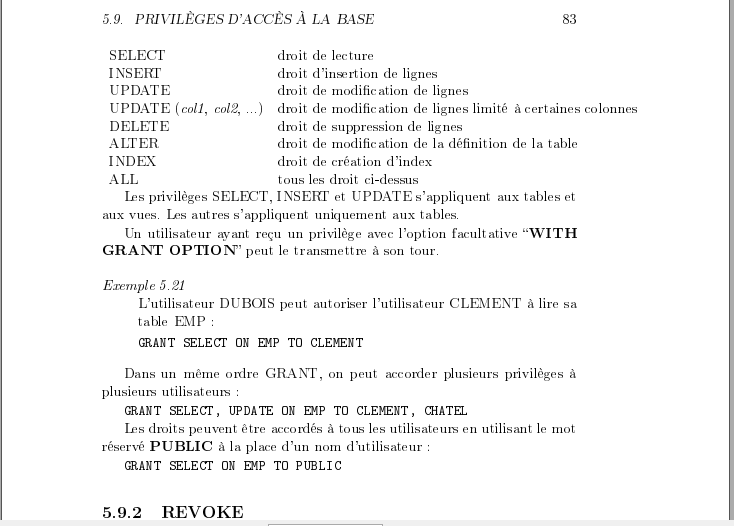 5.9. PRIVILÈGES D'ACCÈS À LA BASE 83
SELECT droit de lecture
INSERT droit d'insertion de lignes
UPDATE droit de modification de lignes
UPDATE (col1, col2, ...) droit de modification de lignes limité à certaines colonnes
DELETE droit de suppression de lignes
ALTER droit de modification de la définition de la table
INDEX droit de création d'index
ALL tous les droit ci-dessus
Les privilèges SELECT, INSERT et UPDATE s'appliquent aux tables et
aux vues. Les autres s'appliquent uniquement aux tables.
Un utilisateur ayant reçu un privilège avec l'option facultative “WITH
GRANT OPTION” peut le transmettre à son tour.
Exemple 5.21
L'utilisateur DUBOIS peut autoriser l'utilisateur CLEMENT à lire sa
table EMP :
GRANT SELECT ON EMP TO CLEMENT
Dans un même ordre GRANT, on peut accorder plusieurs privilèges à
plusieurs utilisateurs :
GRANT SELECT, UPDATE ON EMP TO CLEMENT, CHATEL
Les droits peuvent être accordés à tous les utilisateurs en utilisant le mot
réservé PUBLIC à la place d'un nom d'utilisateur :
GRANT SELECT ON EMP TO PUBLIC
5.9.2 REVOKE